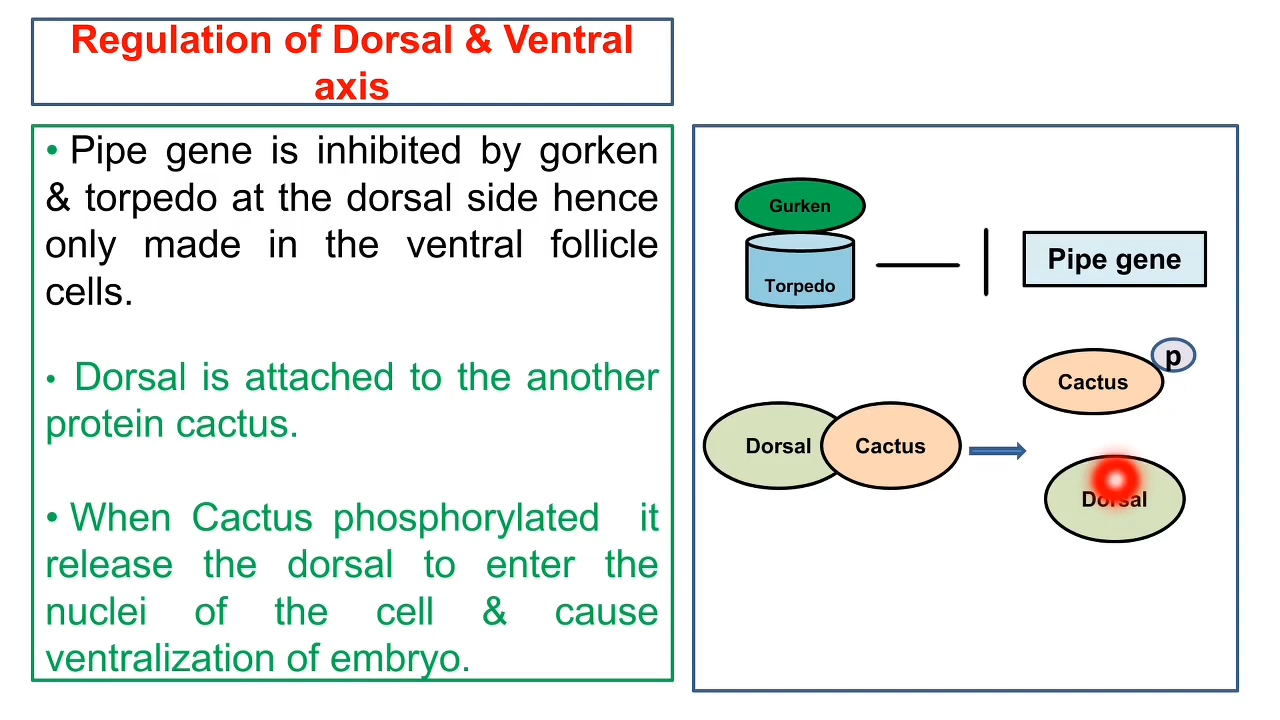 Regulation of Dorsal & Ventral
axis
• Pipe gene is inhibited by gorken
& torpedo at the dorsal side hence
only made in the ventral follicle
cells.
• Dorsal is attached to the another
protein cactus.
• When Cactus phosphorylated it
release the dorsal to enter the
nuclei of the cell & cause
ventralization of embryo.
Gurken
Torpedo
Pipe gene
p
Cactus
Dorsal
Cactus
Dorsal